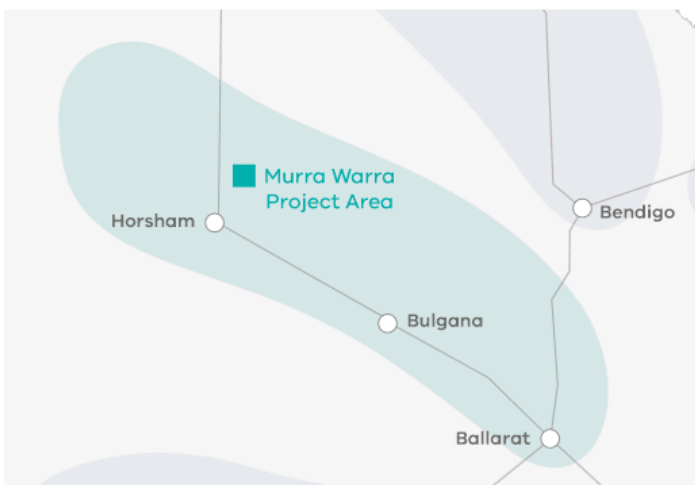 Murra Warra
Project Area
Horsham
Bendigo
Bulgana
Ballarat